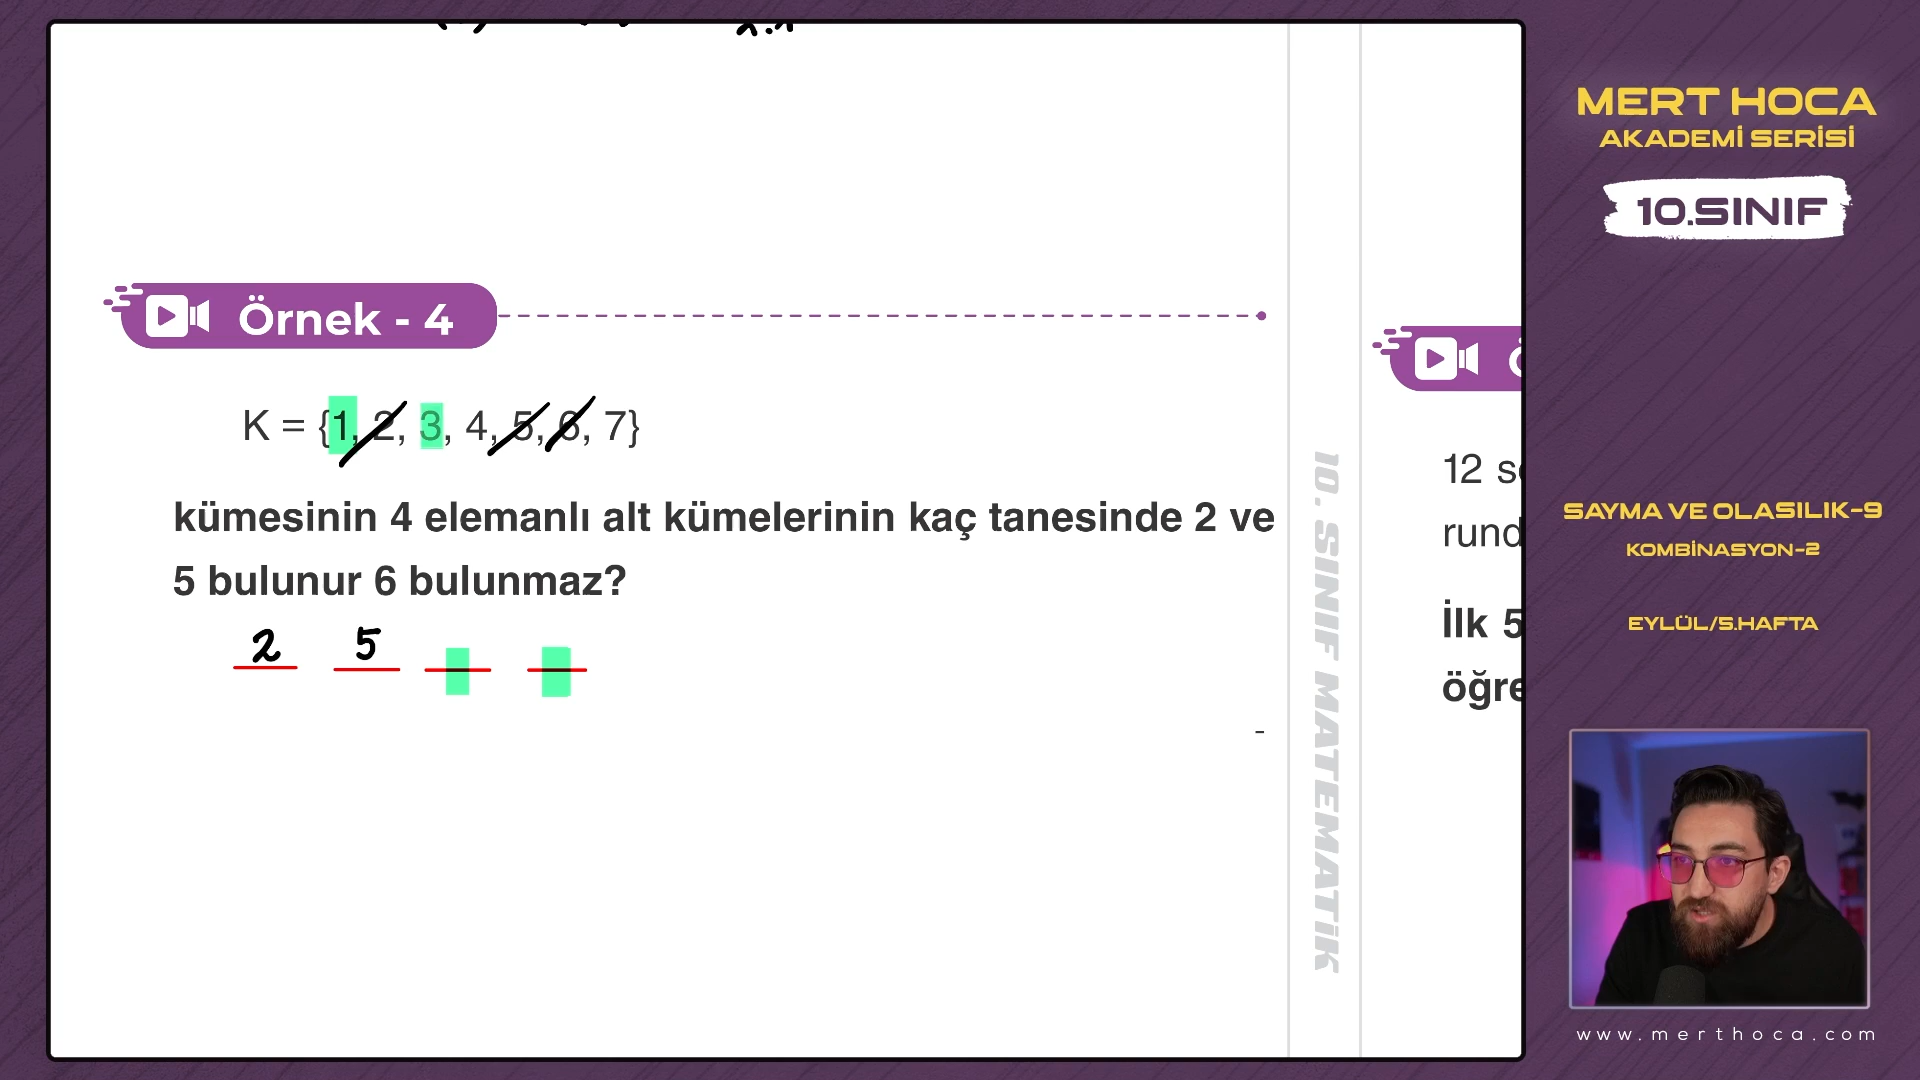 Örnek - 4
K = {1, 2, 3, 4, 5, 6, 7}
kümesinin 4 elemanlı alt kümelerinin kaç tanesinde 2 ve
5 bulunur 6 bulunmaz?
2 5
-
10. SINIF MATEMATİK
12
rund
İlk 5
öğre
MERT HOCA
AKADEMİ SERİSİ
10.SINIF
SAYMA VE OLASILIK-9
KOMBİNASYON-2
EYLÜL/5.HAFTA
www.merthoca.com